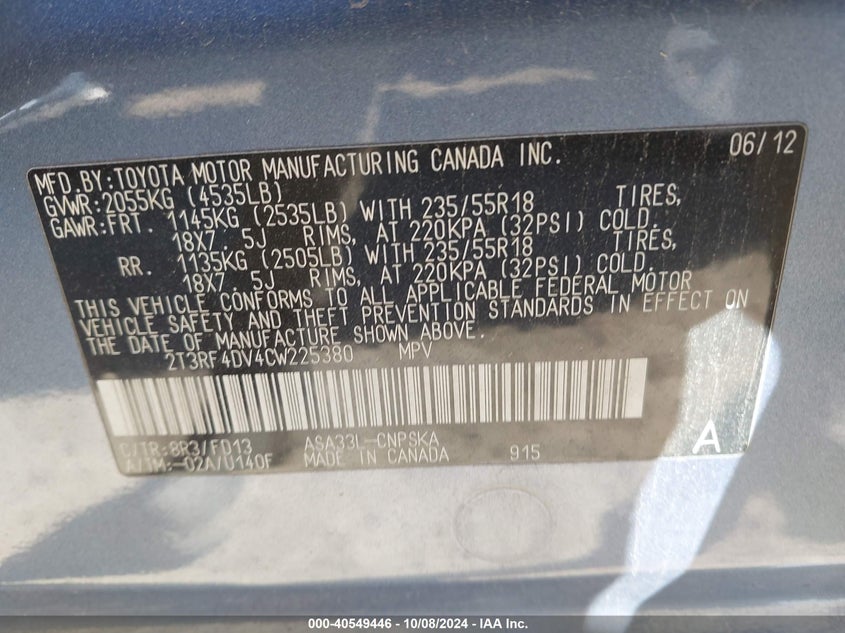 MFD.BY:TOYOTA MOTOR MANUFACTURING CANADA INC. 06/12
GVWR:2055KG (4535LB)
GAWR:FRT. 1145KG (2535LB) WITH 235/55R18 TIRES,
18X7.5J RIMS, AT 220KPA (32PSI) COLD.
RR. 1135KG (2505LB) WITH 235/55R18 TIRES,
18X7.5J RIMS, AT 220KPA (32PSI) COLD.
THIS VEHICLE CONFORMS TO ALL APPLICABLE FEDERAL MOTOR
VEHICLE SAFETY AND THEFT PREVENTION STANDARDS IN EFFECT ON
THE DATE OF MANUFACTURE SHOWN ABOVE.
2T3RF4DV4CW225380 MPV
C/TR:8R3/FD13 ASA33L-CNPSKA A
A/TM:-02A/U140F MADE IN CANADA 915
000-40549446 - 10/08/2024 - IAA Inc.